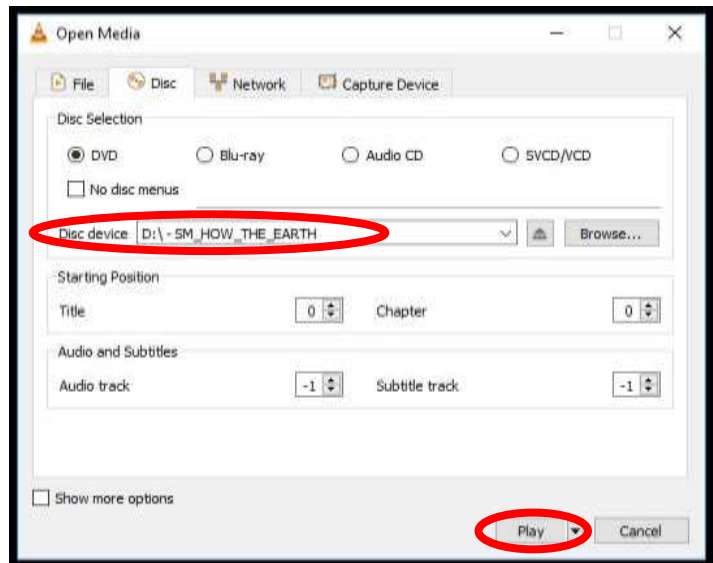 Open Media
File Disc Network Capture Device
Disc Selection
DVD Blu-ray Audio CD SVCD/VCD
No disc menus
Disc device D:\ - SM_HOW_THE_EARTH Browse...
Starting Position
Title 0 Chapter 0
Audio and Subtitles
Audio track -1 Subtitle track -1
Show more options
Play Cancel